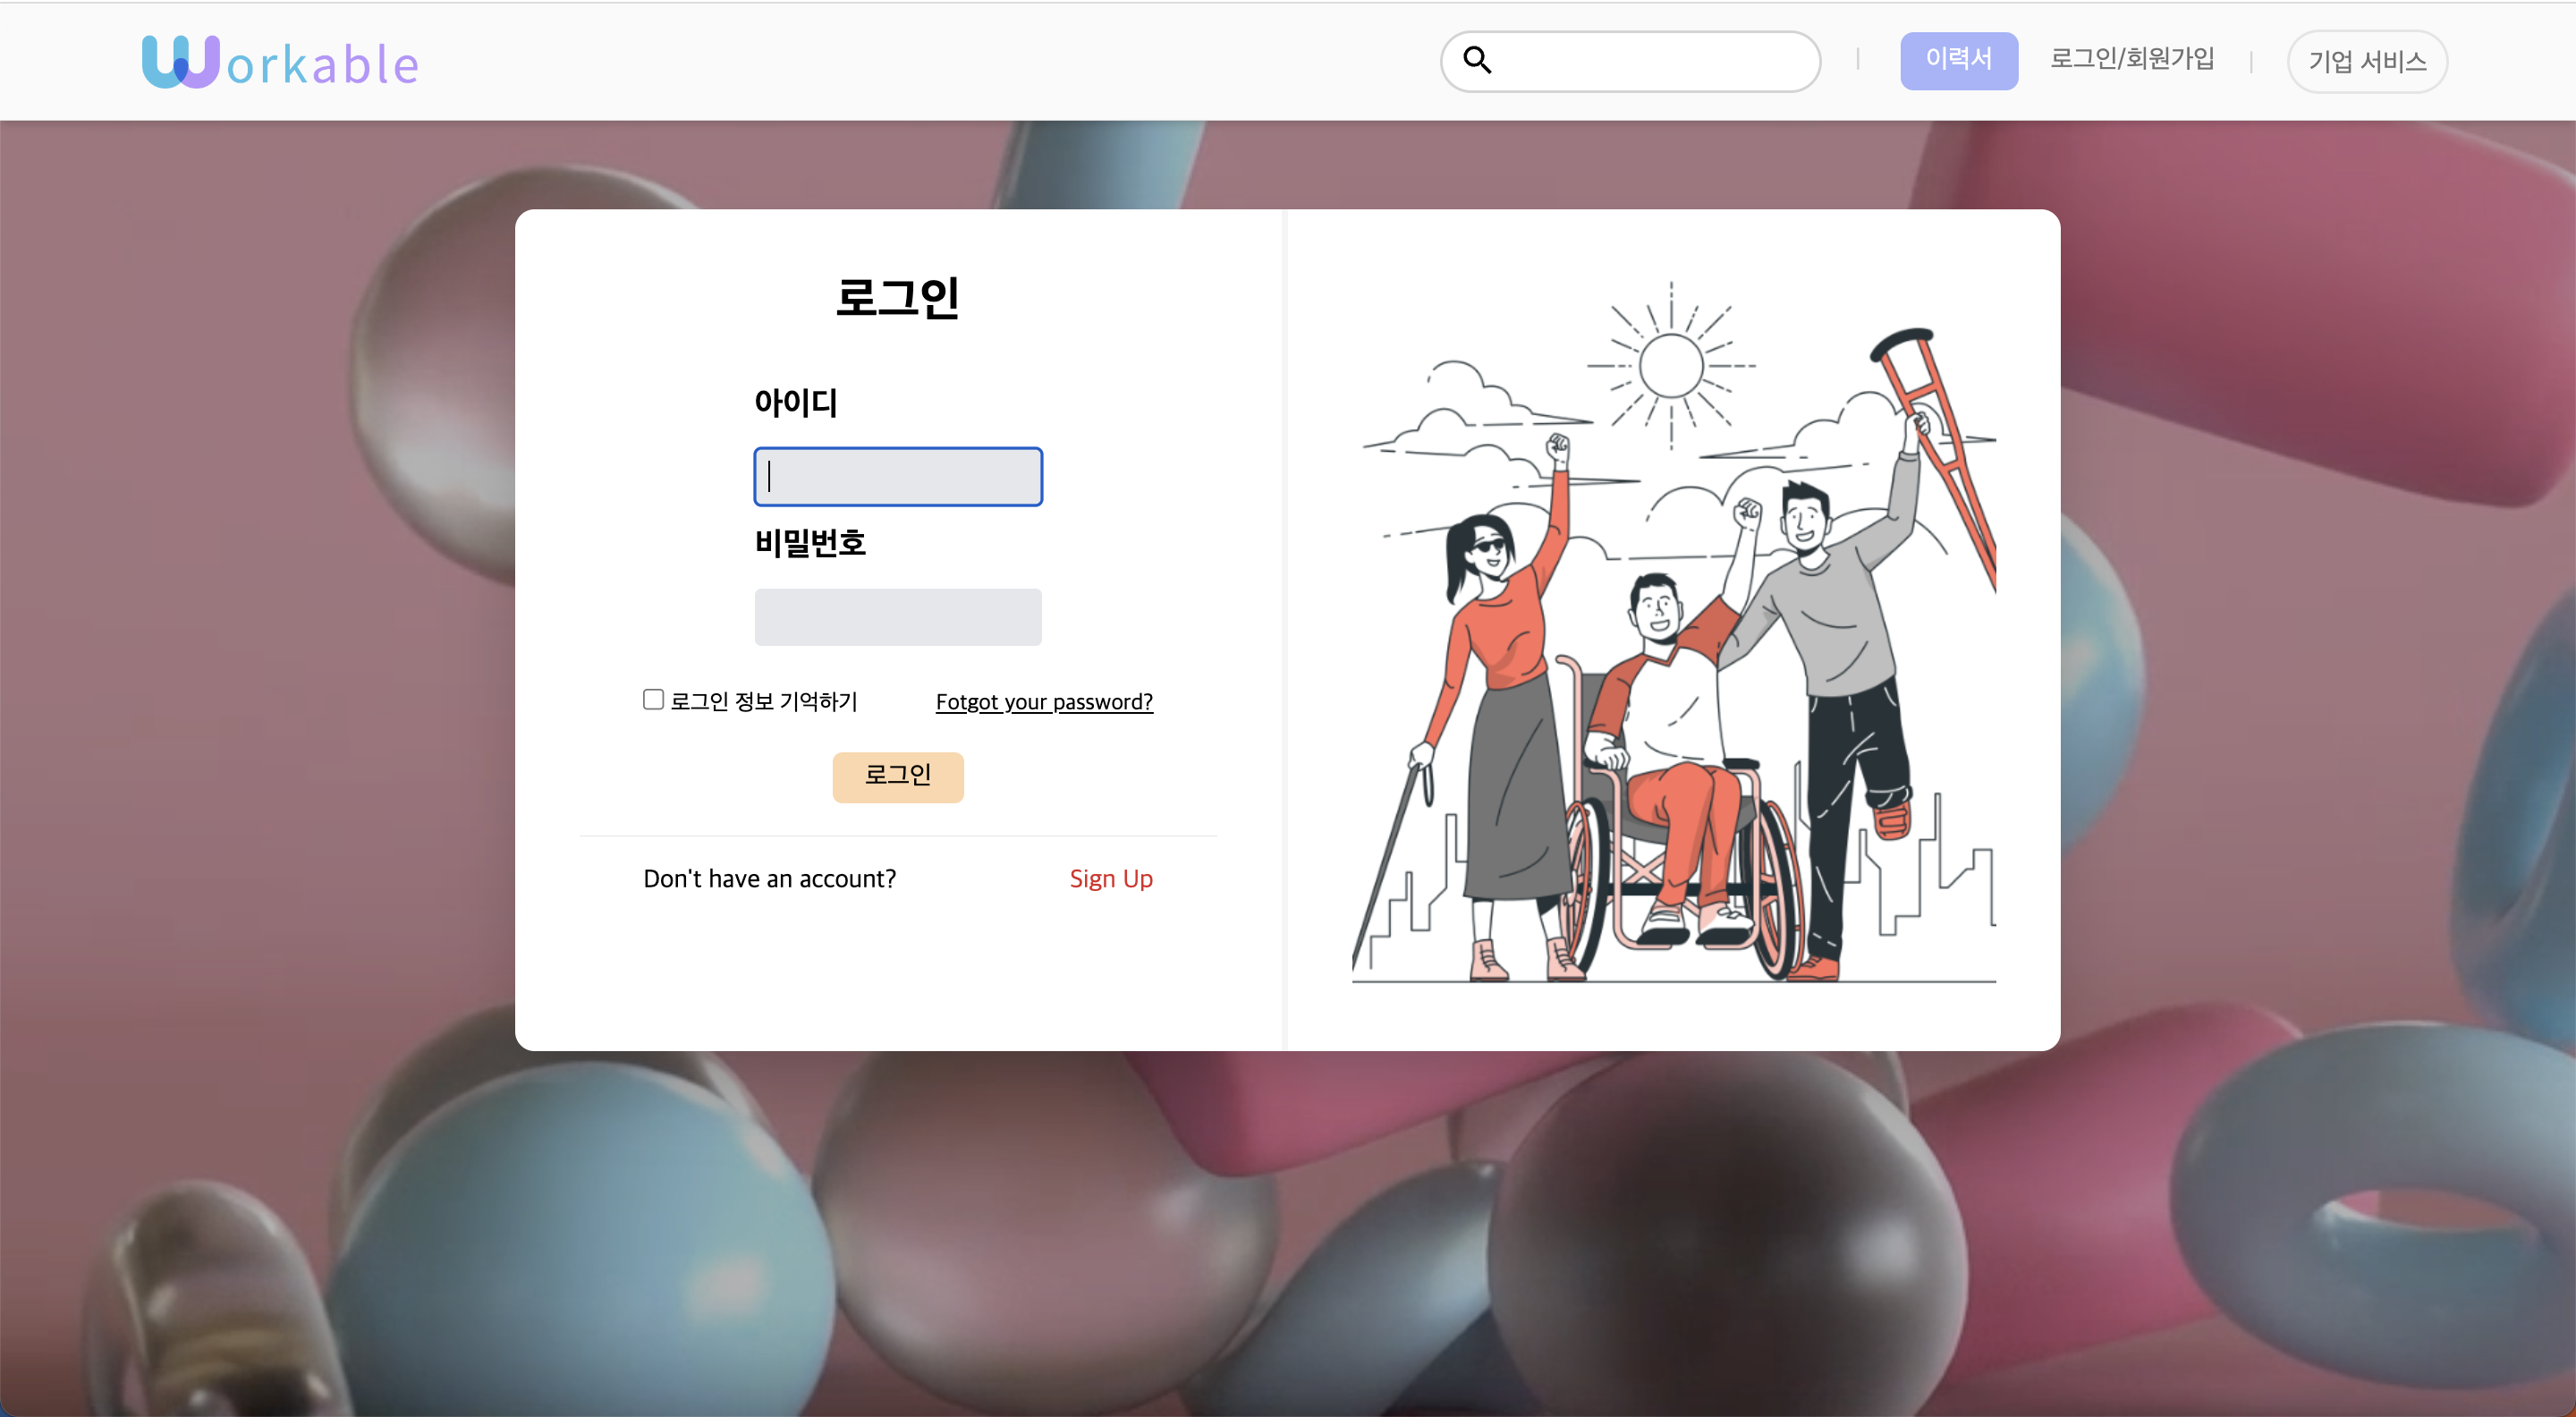 Workable
이력서
로그인/회원가입
기업 서비스
로그인
아이디
비밀번호
로그인 정보 기억하기
Fotgot your password?
로그인
Don't have an account?
Sign Up